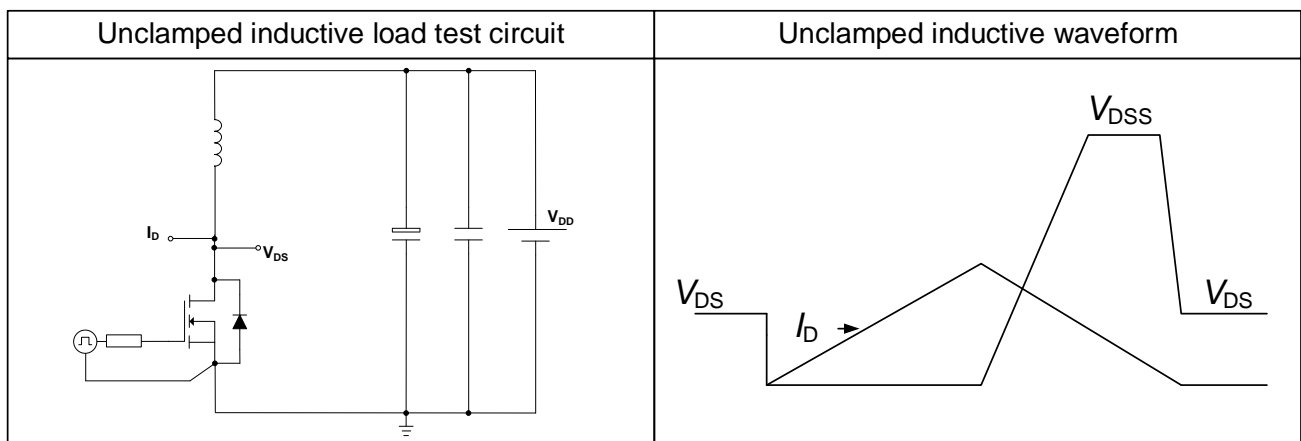 Unclamped inductive load test circuit
Unclamped inductive waveform
VDD
ID
VDS
VDSS
VDS
ID
VDS